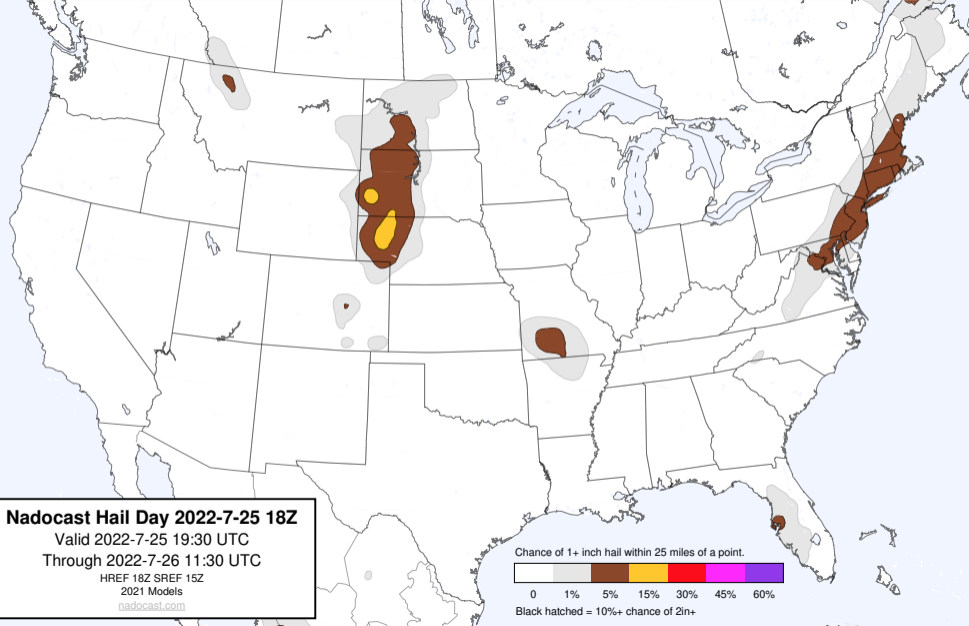 Nadocast Hail Day 2022-7-25 18Z
Valid 2022-7-25 19:30 UTC
Through 2022-7-26 11:30 UTC
HREF 18Z SREF 15Z
2021 Models
nadocast.com
Chance of 1+ inch hail within 25 miles of a point.
0 1% 5% 15% 30% 45% 60%
Black hatched = 10%+ chance of 2in+